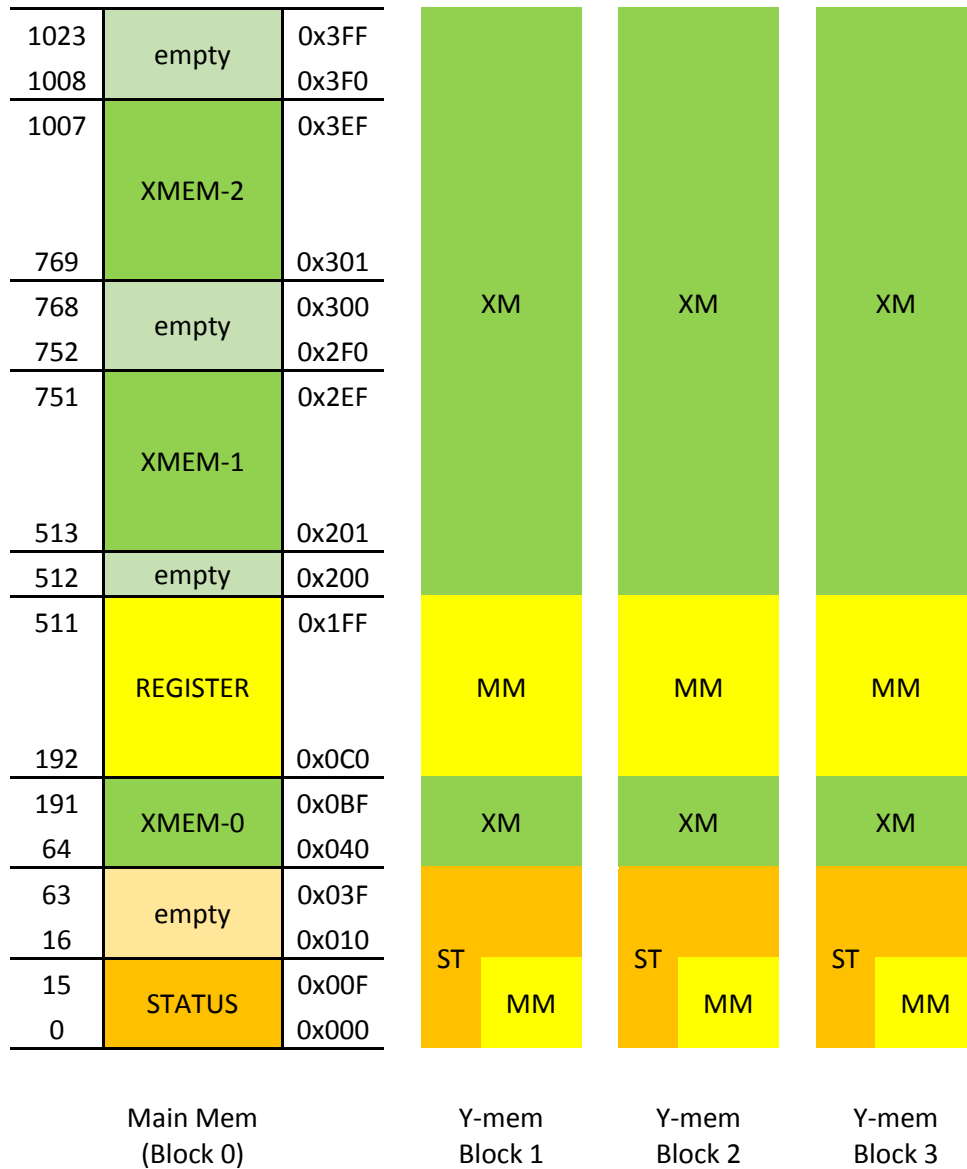 1023 0x3FF
empty
1008 0x3F0
1007 0x3EF
XMEM-2
769 0x301
768 0x300 XM XM XM
empty
752 0x2F0
751 0x2EF
XMEM-1
513 0x201
512 empty 0x200
511 0x1FF
REGISTER MM MM MM
192 0x0C0
191 0x0BF
XMEM-0 XM XM XM
64 0x040
63 0x03F
empty
16 0x010
ST ST ST
15 0x00F
STATUS MM MM MM
0 0x000
Main Mem Y-mem Y-mem Y-mem
(Block 0) Block 1 Block 2 Block 3